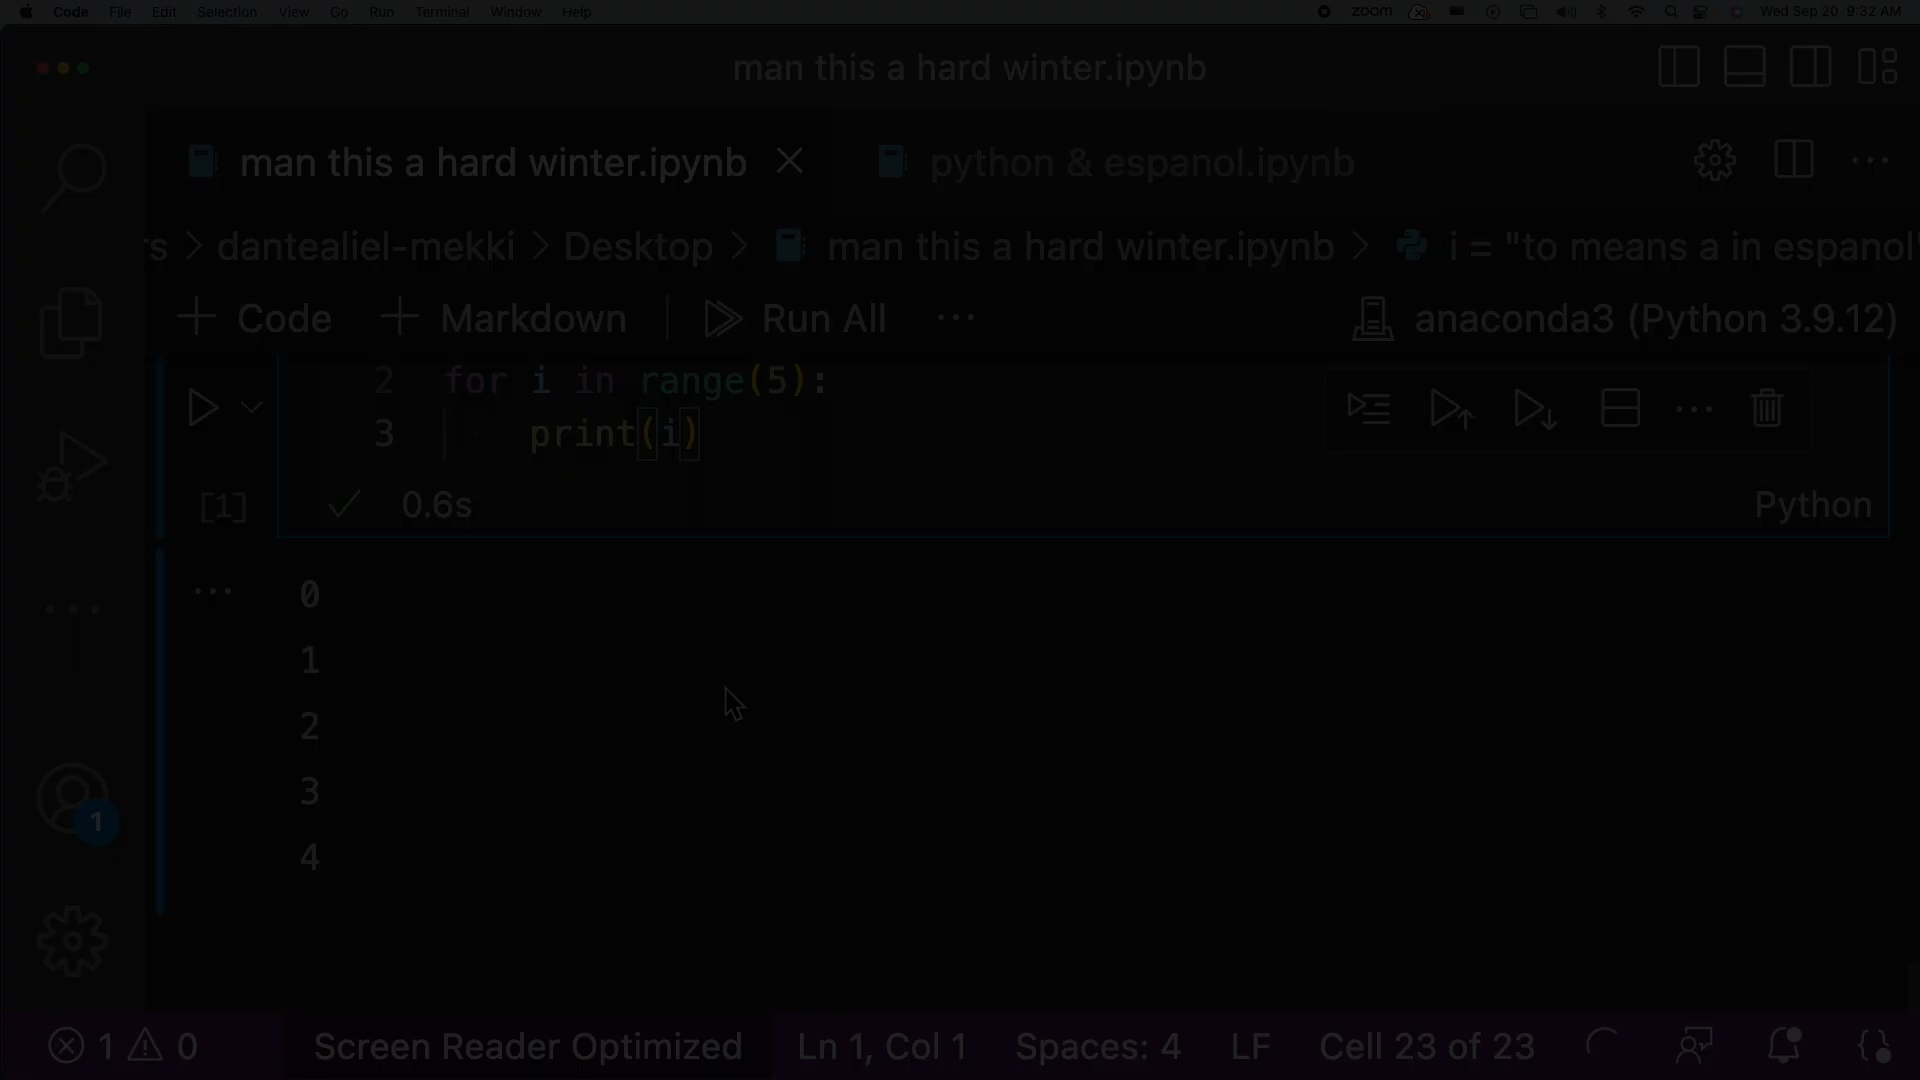 Code File Edit Selection View Go Run Terminal Window Help zoom Wed Sep 20 9:32 AM
man this a hard winter.ipynb
man this a hard winter.ipynb python & espanol.ipynb
rs > dantealiel-mekki > Desktop > man this a hard winter.ipynb > i = "to means a in espanol"
+ Code + Markdown Run All ... anaconda3 (Python 3.9.12)
2 for i in range(5):
3 print(i)
[1] 0.6s Python
... 0
1
2
3
4
1
1 0 Screen Reader Optimized Ln 1, Col 1 Spaces: 4 LF Cell 23 of 23